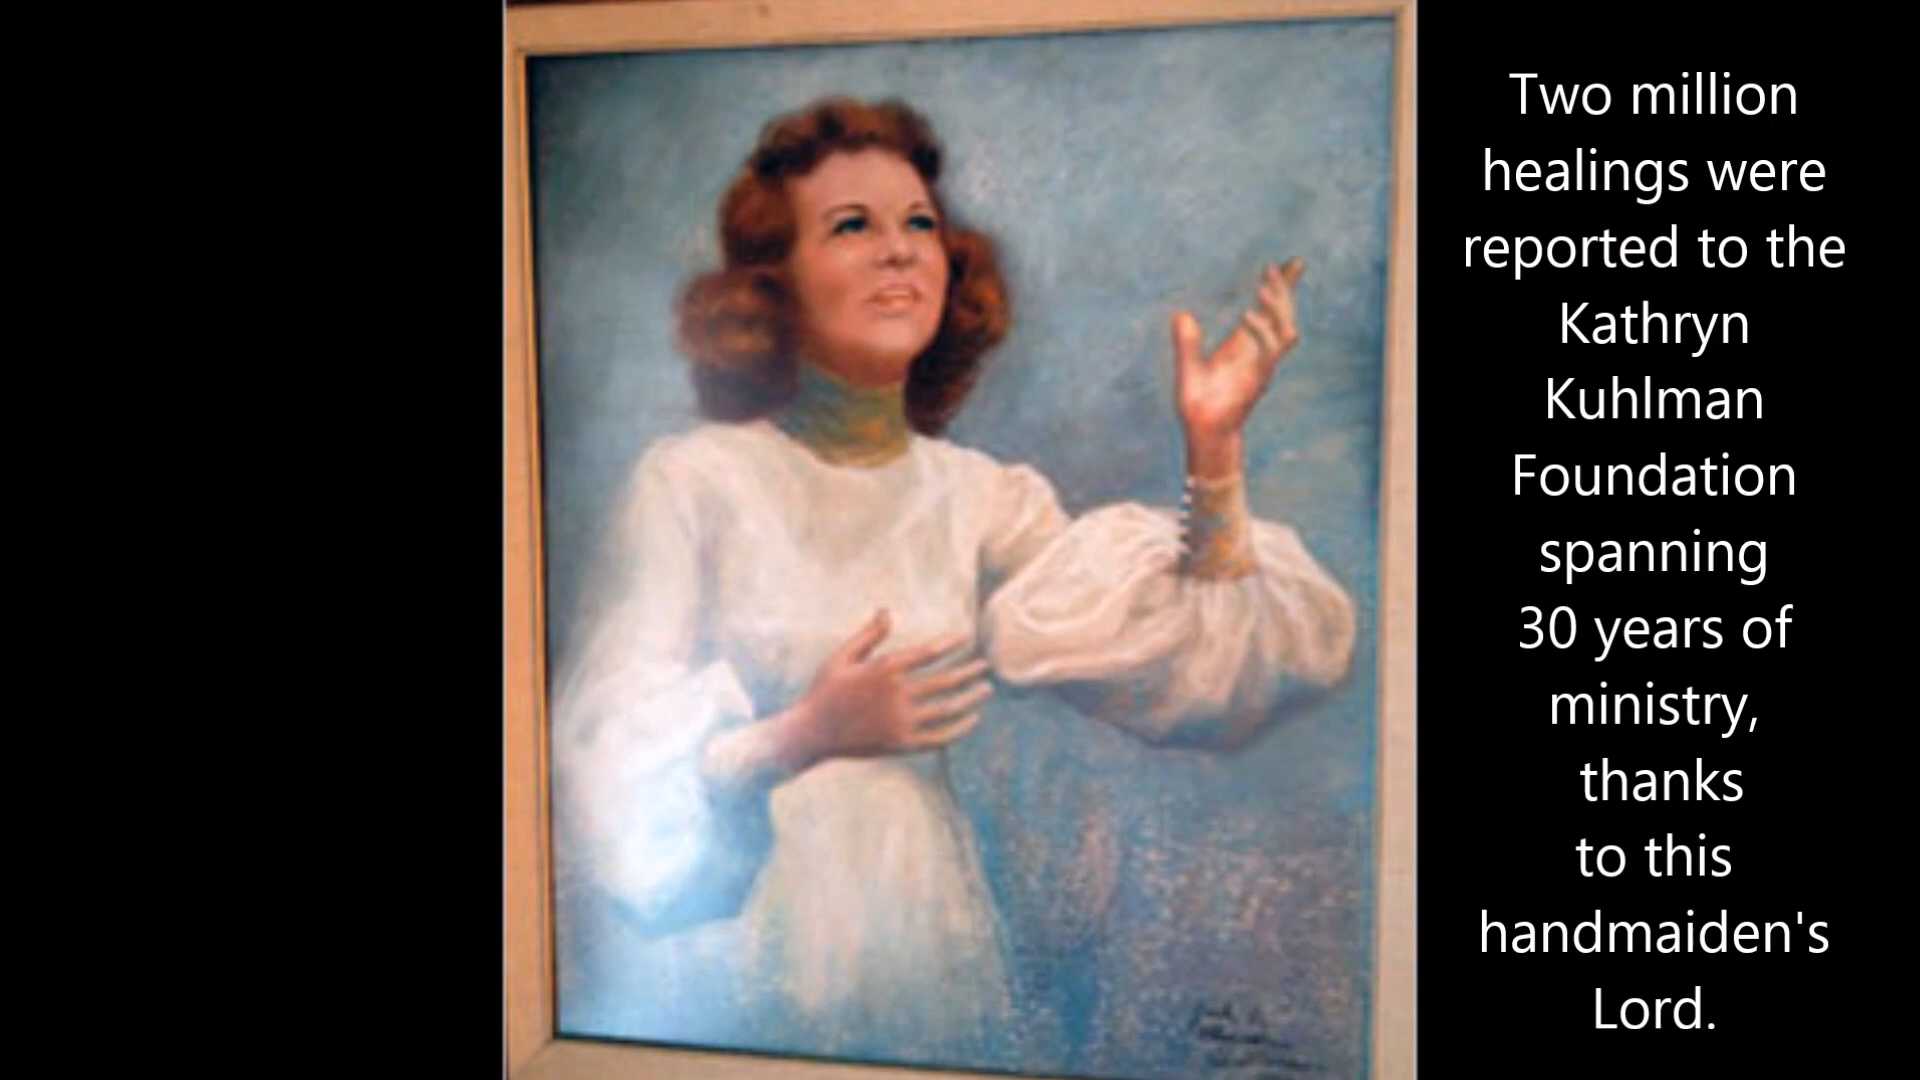 Two million
healings were
reported to the
Kathryn
Kuhlman
Foundation
spanning
30 years of
ministry,
thanks
to this
handmaiden's
Lord.